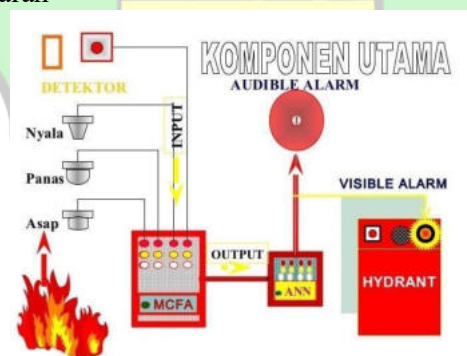 KOMPONEN UTAMA
AUDIBLE ALARM
DETEKTOR
INPUT
Nyala
Panas
VISIBLE ALARM
Asap
OUTPUT
MCFA
ANN
HYDRANT